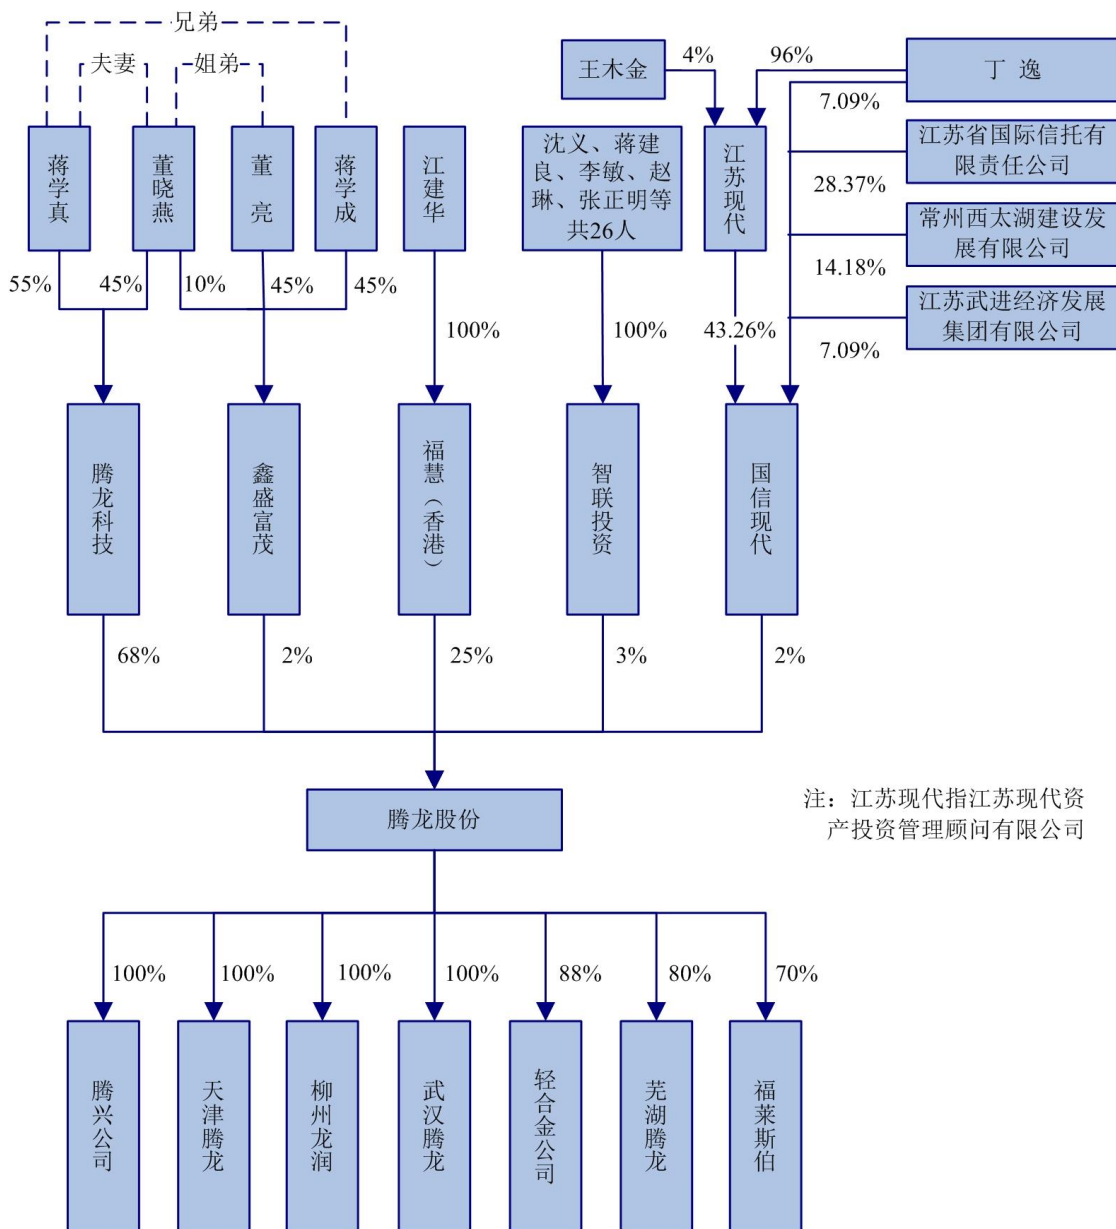 兄弟
夫妻
姐弟
蒋学真
董晓燕
董亮
蒋学成
江建华
王木金
4%
96%
丁逸
沈义、蒋建
良、李敏、赵
琳、张正明等
共26人
江苏现代
7.09%
江苏省国际信托有
限责任公司
28.37%
常州西太湖建设发
展有限公司
14.18%
江苏武进经济发展
集团有限公司
7.09%
55%
45%
10%
45%
45%
100%
100%
43.26%
腾龙科技
鑫盛富茂
福慧（香港）
智联投资
国信现代
68%
2%
25%
3%
2%
腾龙股份
注：江苏现代指江苏现代资
产投资管理顾问有限公司
100%
100%
100%
100%
88%
80%
70%
腾兴公司
天津腾龙
柳州龙润
武汉腾龙
轻合金公司
芜湖腾龙
福莱斯伯